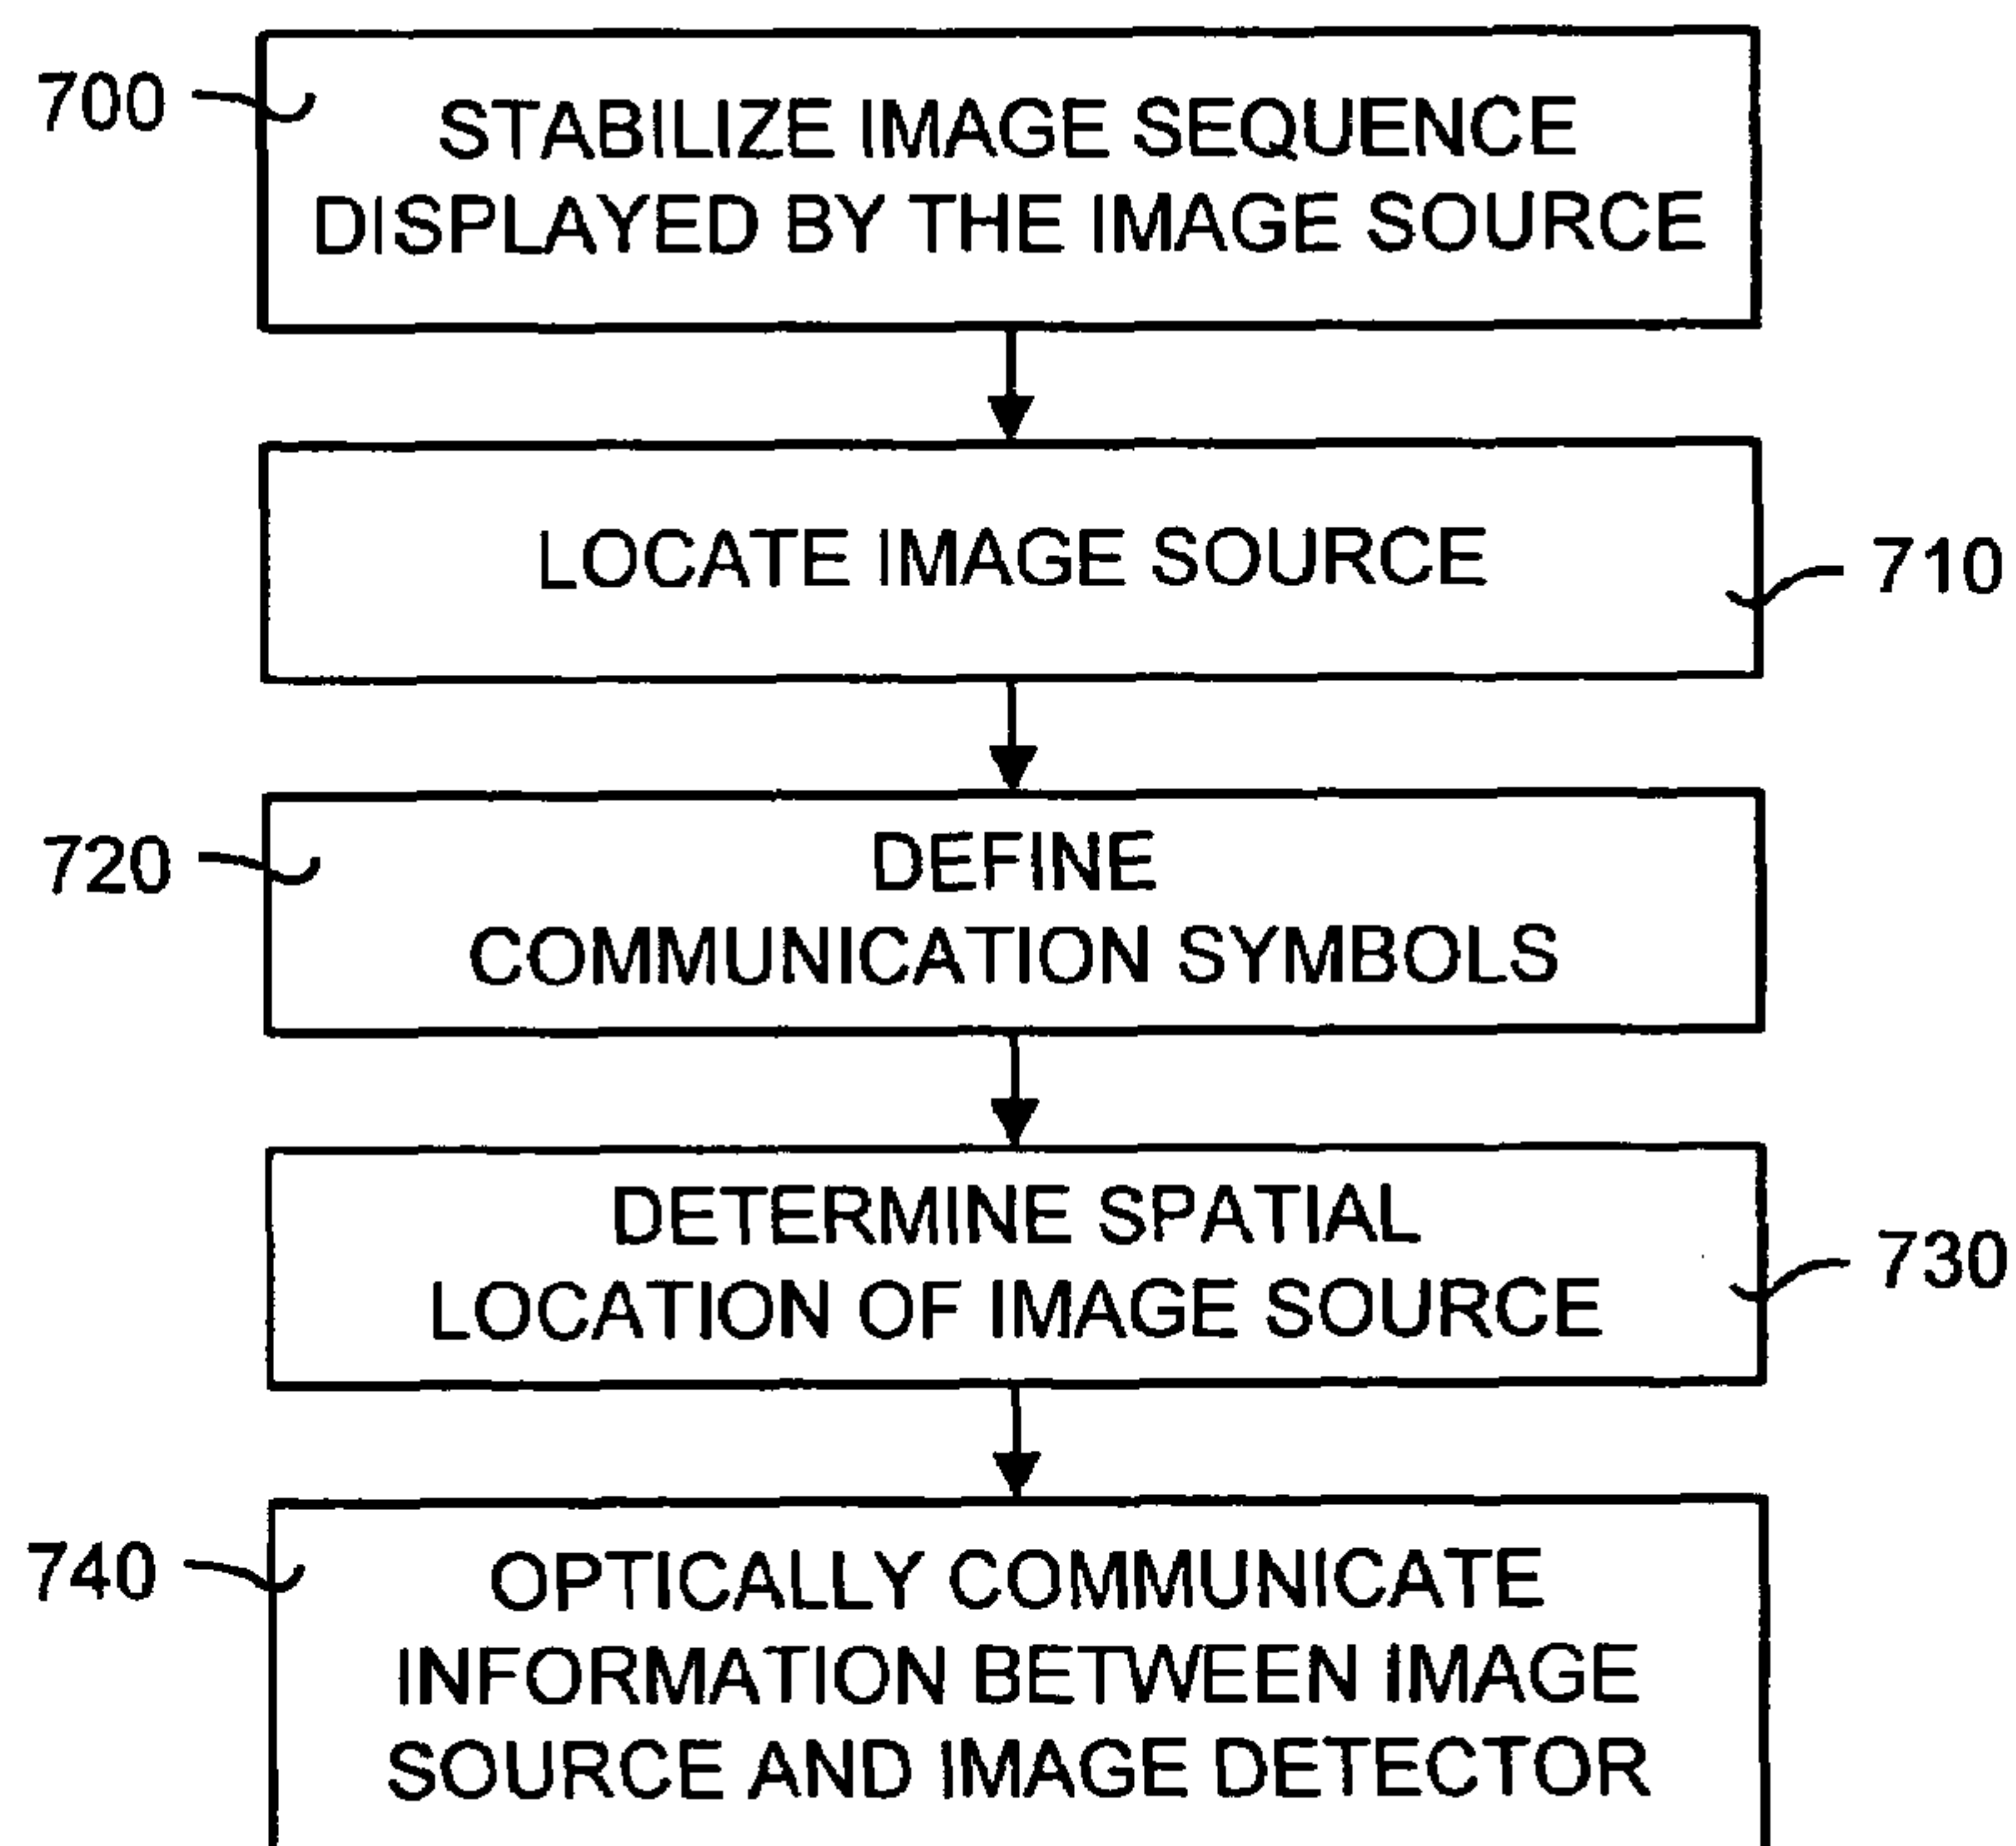 700
STABILIZE IMAGE SEQUENCE
DISPLAYED BY THE IMAGE SOURCE
LOCATE IMAGE SOURCE
710
720
DEFINE
COMMUNICATION SYMBOLS
DETERMINE SPATIAL
LOCATION OF IMAGE SOURCE
730
740
OPTICALLY COMMUNICATE
INFORMATION BETWEEN IMAGE
SOURCE AND IMAGE DETECTOR